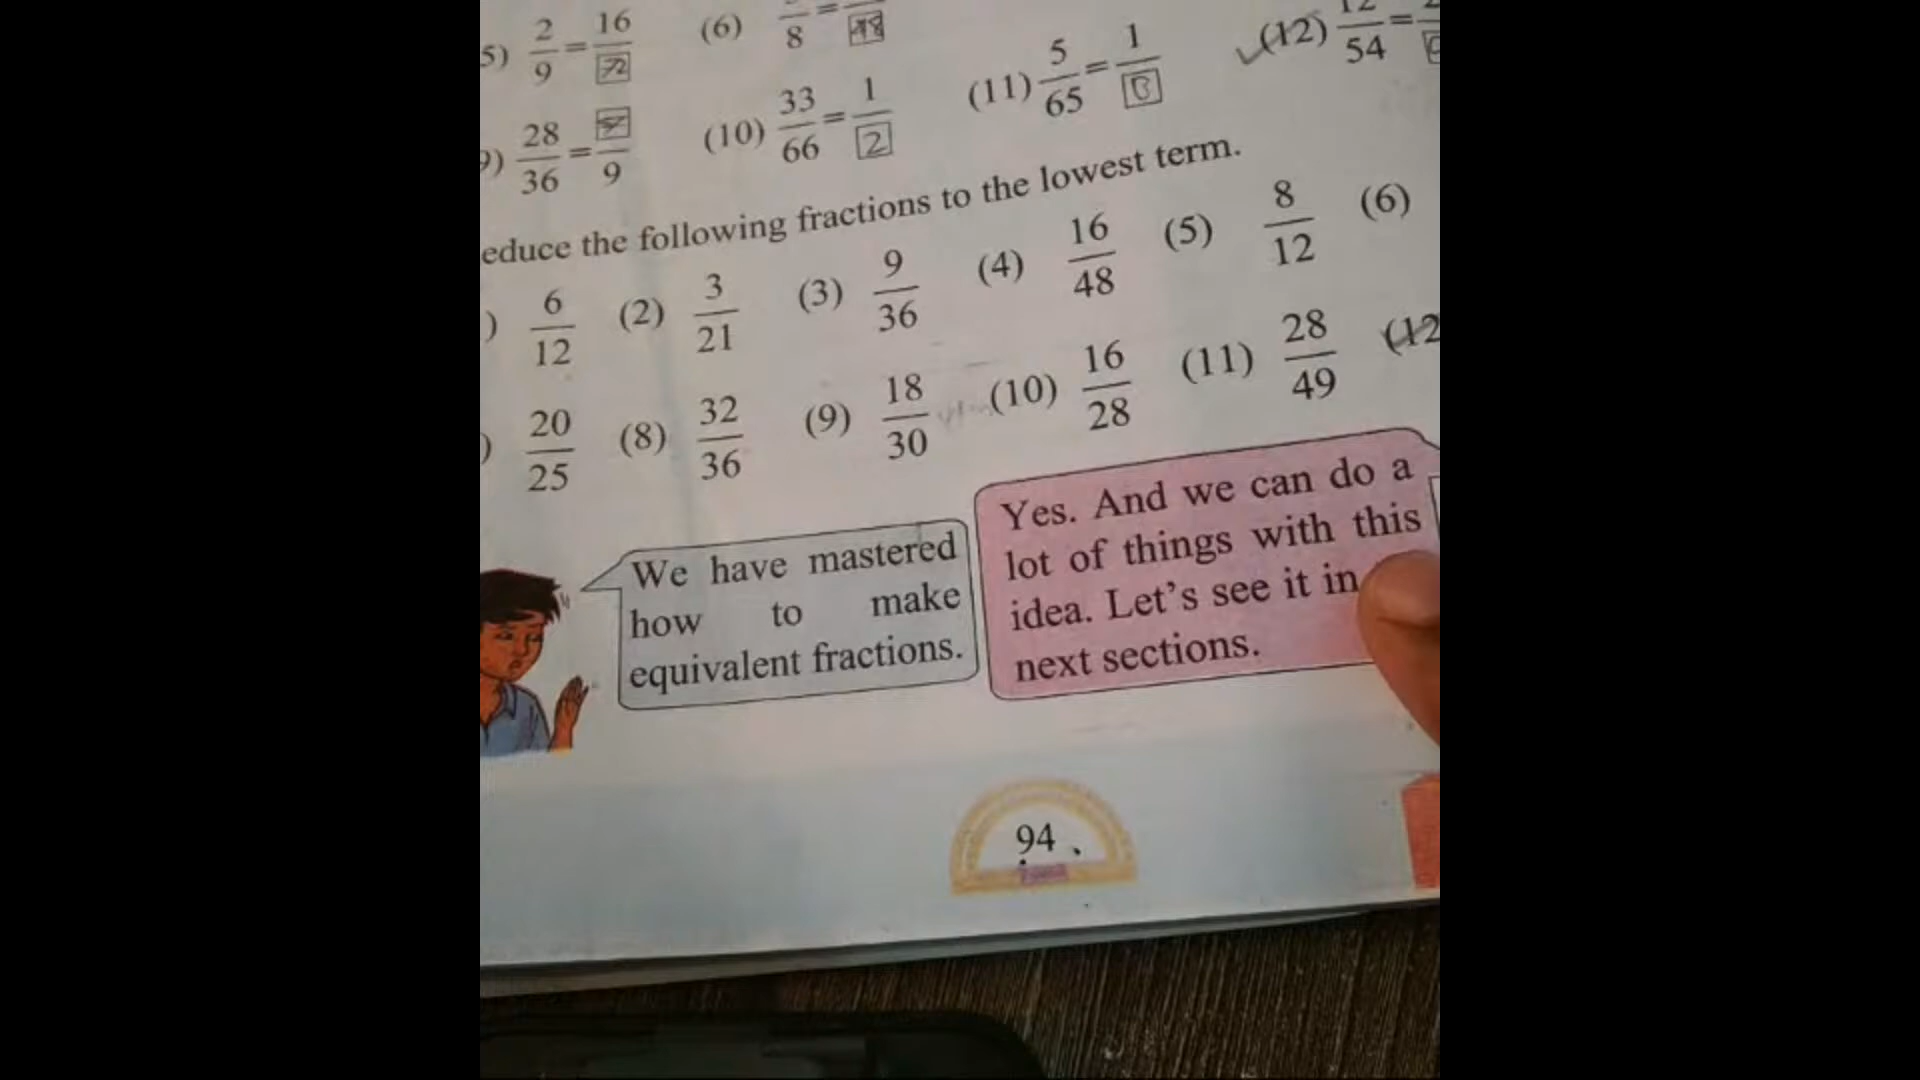 5) 2/9 = 16/72 (6) /8 = /48
9) 28/36 = /9 (10) 33/66 = 1/2 (11) 5/65 = 1/13 (12) 12/54 =
educe the following fractions to the lowest term.
) 6/12 (2) 3/21 (3) 9/36 (4) 16/48 (5) 8/12 (6)
) 20/25 (8) 32/36 (9) 18/30 (10) 16/28 (11) 28/49 (12
We have mastered
how to make
equivalent fractions.
Yes. And we can do a
lot of things with this
idea. Let's see it in
next sections.
94